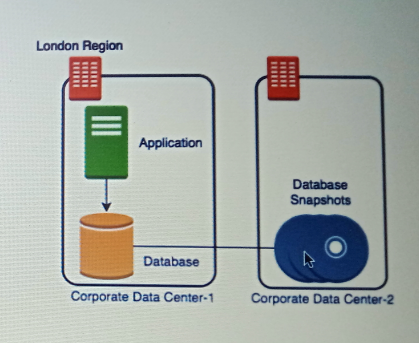 London Region
Application
Database
Snapshots
Database
Corporate Data Center-1
Corporate Data Center-2